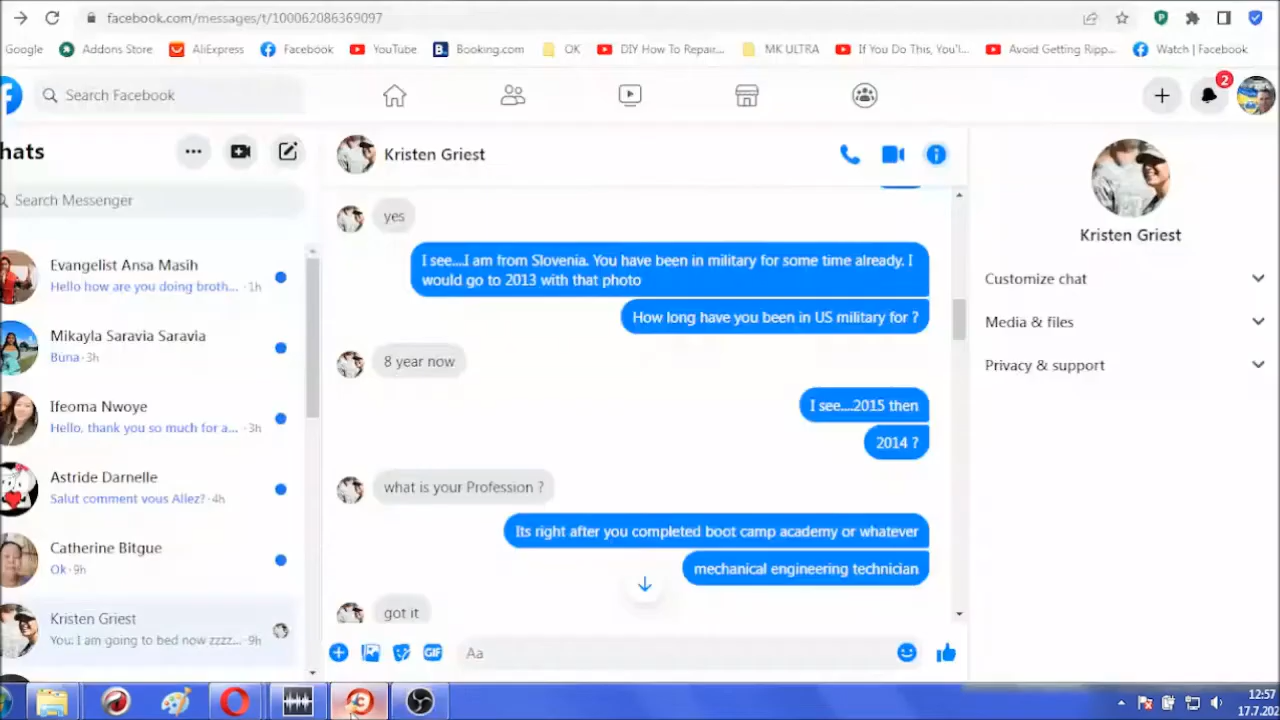 facebook.com/messages/t/100062086369097
Google Addons Store AliExpress Facebook YouTube Booking.com OK DIY How To Repair... MK ULTRA If You Do This, You'l... Avoid Getting Ripp... Watch | Facebook
Search Facebook
2
hats
Search Messenger
Evangelist Ansa Masih
Hello how are you doing broth... · 1h
Mikayla Saravia Saravia
Buna · 3h
Ifeoma Nwoye
Hello, thank you so much for a... · 3h
Astride Darnelle
Salut comment vous Allez? · 4h
Catherine Bitgue
Ok · 9h
Kristen Griest
You: I am going to bed now zzzz... · 9h
Kristen Griest
yes
I see....I am from Slovenia. You have been in military for some time already. I
would go to 2013 with that photo
How long have you been in US military for ?
8 year now
I see....2015 then
2014 ?
what is your Profession ?
Its right after you completed boot camp academy or whatever
mechanical engineering technician
got it
GIF
Aa
Kristen Griest
Customize chat
Media & files
Privacy & support
12:57
17.7.202